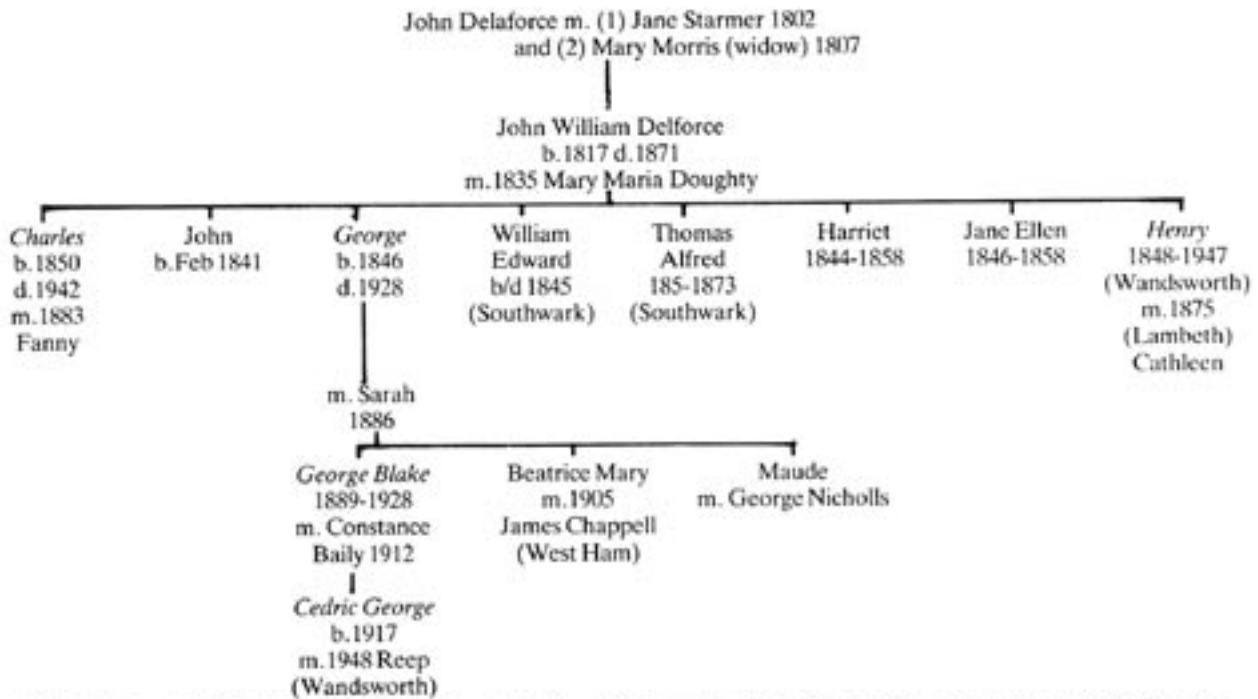 John Delaforce m. (1) Jane Starmer 1802
and (2) Mary Morris (widow) 1807
John William Delforce
b.1817 d.1871
m.1835 Mary Maria Doughty
Charles
b.1850
d.1942
m.1883
Fanny
John
b.Feb 1841
George
b.1846
d.1928
William
Edward
b/d 1845
(Southwark)
Thomas
Alfred
185-1873
(Southwark)
Harriet
1844-1858
Jane Ellen
1846-1858
Henry
1848-1947
(Wandsworth)
m.1875
(Lambeth)
Cathleen
m. Sarah
1886
George Blake
1889-1928
m. Constance
Baily 1912
Beatrice Mary
m.1905
James Chappell
(West Ham)
Maude
m. George Nicholls
Cedric George
b.1917
m.1948 Reep
(Wandsworth)